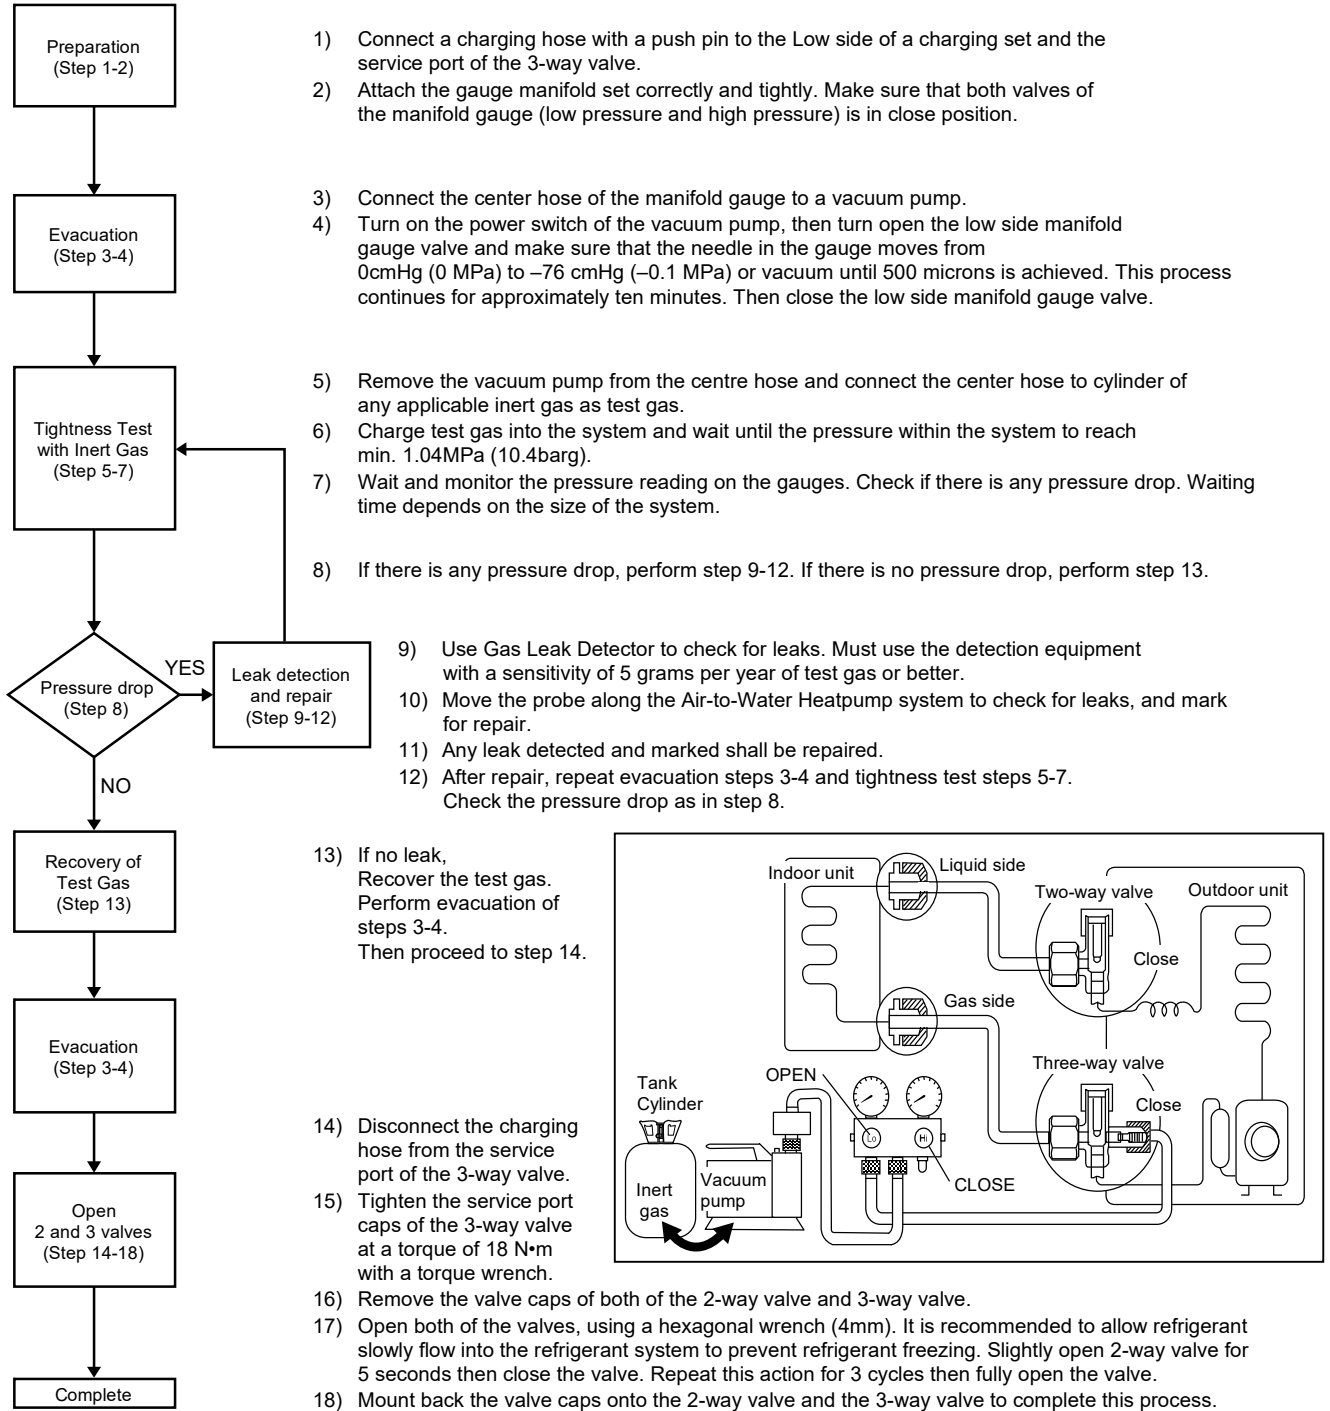 Preparation
(Step 1-2)
1) Connect a charging hose with a push pin to the Low side of a charging set and the
service port of the 3-way valve.
2) Attach the gauge manifold set correctly and tightly. Make sure that both valves of
the manifold gauge (low pressure and high pressure) is in close position.
Evacuation
(Step 3-4)
3) Connect the center hose of the manifold gauge to a vacuum pump.
4) Turn on the power switch of the vacuum pump, then turn open the low side manifold
gauge valve and make sure that the needle in the gauge moves from
0cmHg (0 MPa) to –76 cmHg (–0.1 MPa) or vacuum until 500 microns is achieved. This process
continues for approximately ten minutes. Then close the low side manifold gauge valve.
Tightness Test
with Inert Gas
(Step 5-7)
5) Remove the vacuum pump from the centre hose and connect the center hose to cylinder of
any applicable inert gas as test gas.
6) Charge test gas into the system and wait until the pressure within the system to reach
min. 1.04MPa (10.4barg).
7) Wait and monitor the pressure reading on the gauges. Check if there is any pressure drop. Waiting
time depends on the size of the system.
8) If there is any pressure drop, perform step 9-12. If there is no pressure drop, perform step 13.
Pressure drop
(Step 8)
YES
NO
Leak detection
and repair
(Step 9-12)
9) Use Gas Leak Detector to check for leaks. Must use the detection equipment
with a sensitivity of 5 grams per year of test gas or better.
10) Move the probe along the Air-to-Water Heatpump system to check for leaks, and mark
for repair.
11) Any leak detected and marked shall be repaired.
12) After repair, repeat evacuation steps 3-4 and tightness test steps 5-7.
Check the pressure drop as in step 8.
Recovery of
Test Gas
(Step 13)
13) If no leak,
Recover the test gas.
Perform evacuation of
steps 3-4.
Then proceed to step 14.
Evacuation
(Step 3-4)
Open
2 and 3 valves
(Step 14-18)
14) Disconnect the charging
hose from the service
port of the 3-way valve.
15) Tighten the service port
caps of the 3-way valve
at a torque of 18 N•m
with a torque wrench.
Indoor unit
Liquid side
Two-way valve
Outdoor unit
Close
Gas side
Three-way valve
Close
OPEN
Tank
Cylinder
Lo
Hi
CLOSE
Inert
gas
Vacuum
pump
16) Remove the valve caps of both of the 2-way valve and 3-way valve.
17) Open both of the valves, using a hexagonal wrench (4mm). It is recommended to allow refrigerant
slowly flow into the refrigerant system to prevent refrigerant freezing. Slightly open 2-way valve for
5 seconds then close the valve. Repeat this action for 3 cycles then fully open the valve.
18) Mount back the valve caps onto the 2-way valve and the 3-way valve to complete this process.
Complete